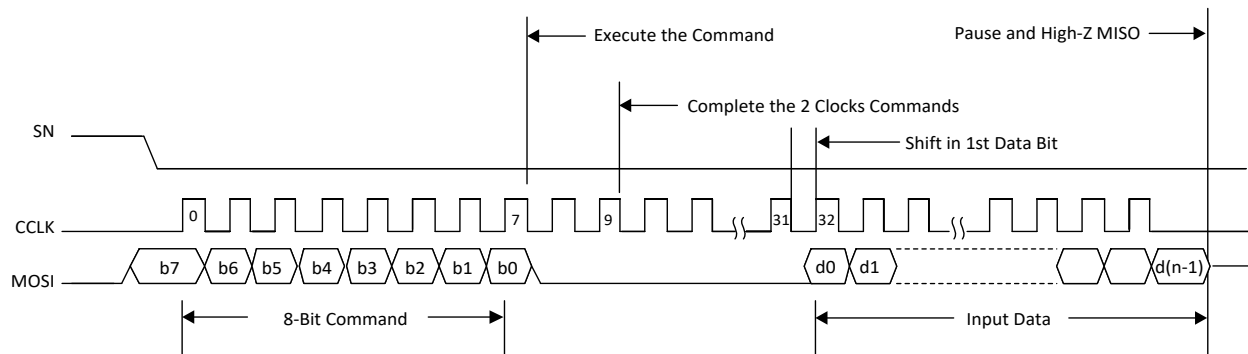 Execute the Command
Pause and High-Z MISO
Complete the 2 Clocks Commands
SN
Shift in 1st Data Bit
CCLK
0
7
9
31
32
MOSI
b7
b6
b5
b4
b3
b2
b1
b0
d0
d1
d(n-1)
8-Bit Command
Input Data